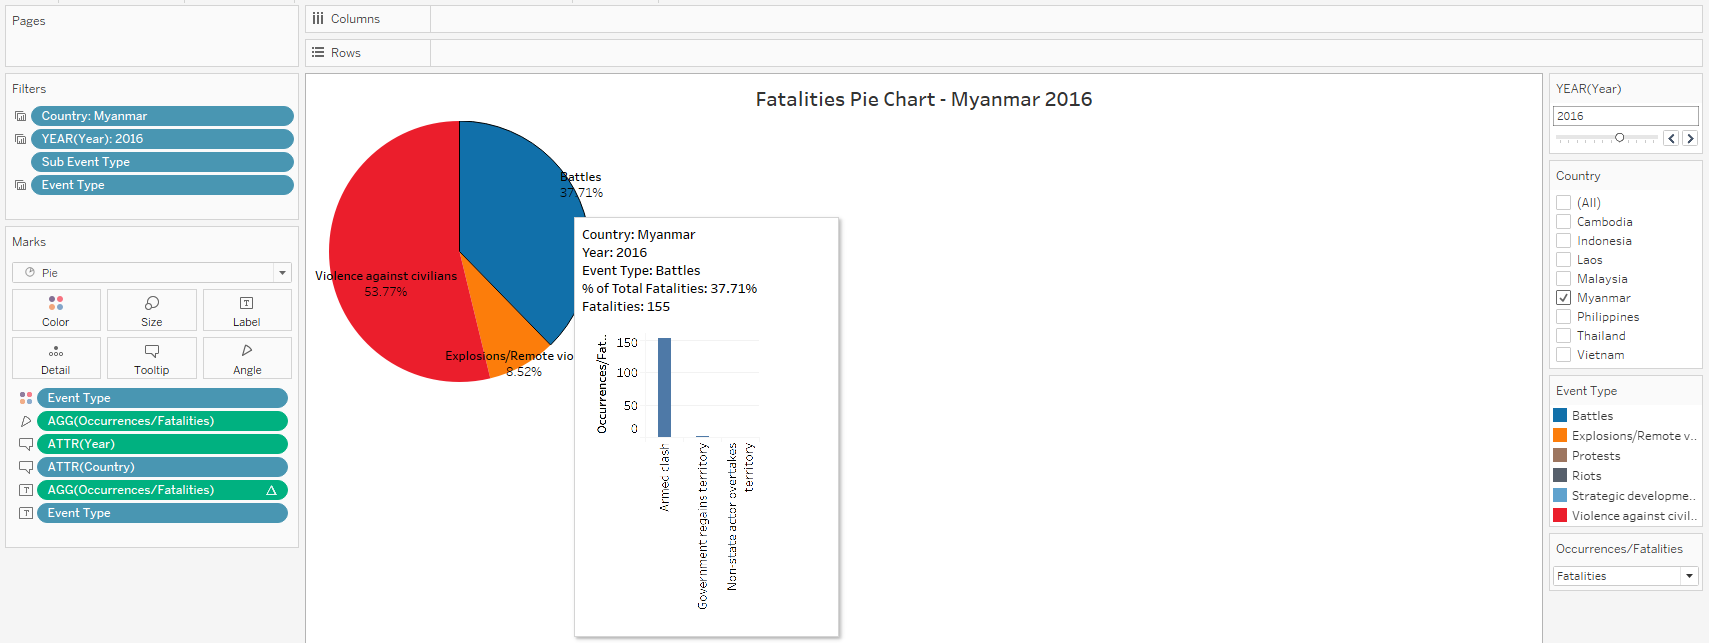 Pages
Columns
Rows
Filters
Country: Myanmar
YEAR(Year): 2016
Sub Event Type
Event Type
Marks
Pie
Color
Size
Label
Detail
Tooltip
Angle
Event Type
AGG(Occurrences/Fatalities)
ATTR(Year)
ATTR(Country)
AGG(Occurrences/Fatalities)
Event Type
Fatalities Pie Chart - Myanmar 2016
Battles
37.71%
Violence against civilians
53.77%
Explosions/Remote vio
8.52%
Country: Myanmar
Year: 2016
Event Type: Battles
% of Total Fatalities: 37.71%
Fatalities: 155
Occurrences/Fat..
150
100
50
0
Armed clash
Government regains territory
Non-state actor overtakes
territory
YEAR(Year)
2016
Country
(All)
Cambodia
Indonesia
Laos
Malaysia
Myanmar
Philippines
Thailand
Vietnam
Event Type
Battles
Explosions/Remote v..
Protests
Riots
Strategic developme..
Violence against civil..
Occurrences/Fatalities
Fatalities